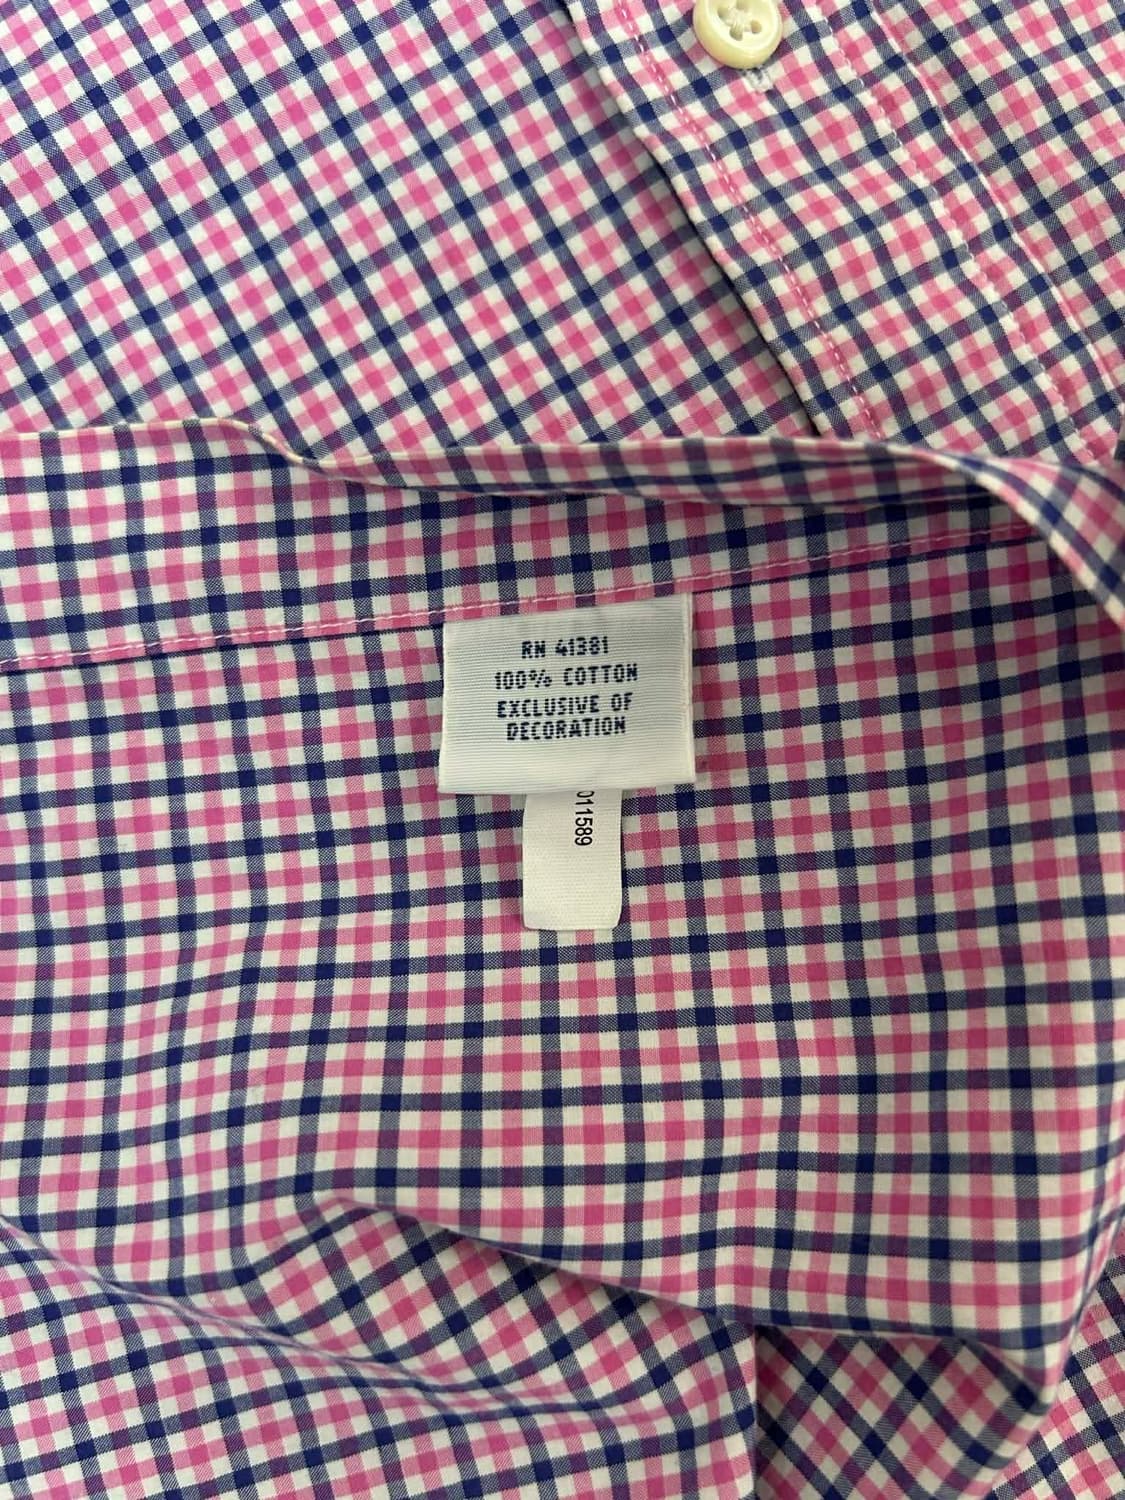 RN 41381
100% COTTON
EXCLUSIVE OF
DECORATION
011589